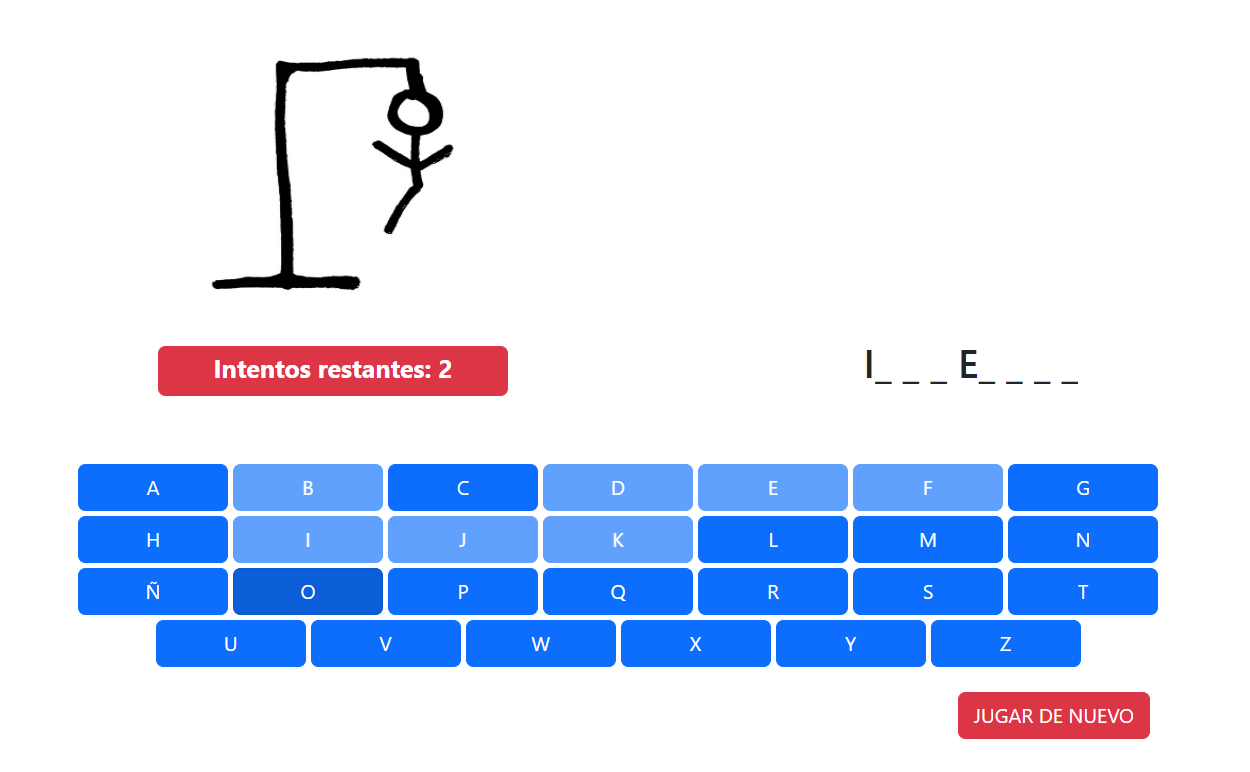 Intentos restantes: 2
I_ _ _ E_ _ _ _
A B C D E F G
H I J K L M N
Ñ O P Q R S T
U V W X Y Z
JUGAR DE NUEVO